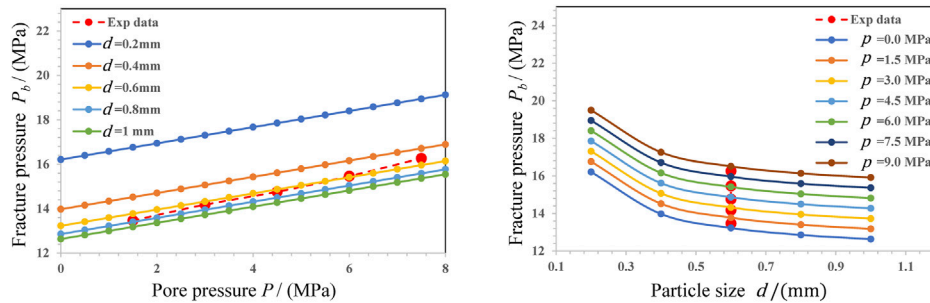 Fracture pressure P_b / (MPa)
24
22
20
18
16
14
12
Exp data
d=0.2mm
d=0.4mm
d=0.6mm
d=0.8mm
d=1 mm
0 2 4 6 8
Pore pressure P / (MPa)
Fracture pressure P_b / (MPa)
24
22
20
18
16
14
12
Exp data
p =0.0 MPa
p =1.5 MPa
p =3.0 MPa
p =4.5 MPa
p =6.0 MPa
p =7.5 MPa
p =9.0 MPa
0.1 0.3 0.5 0.7 0.9 1.1
Particle size d /(mm)